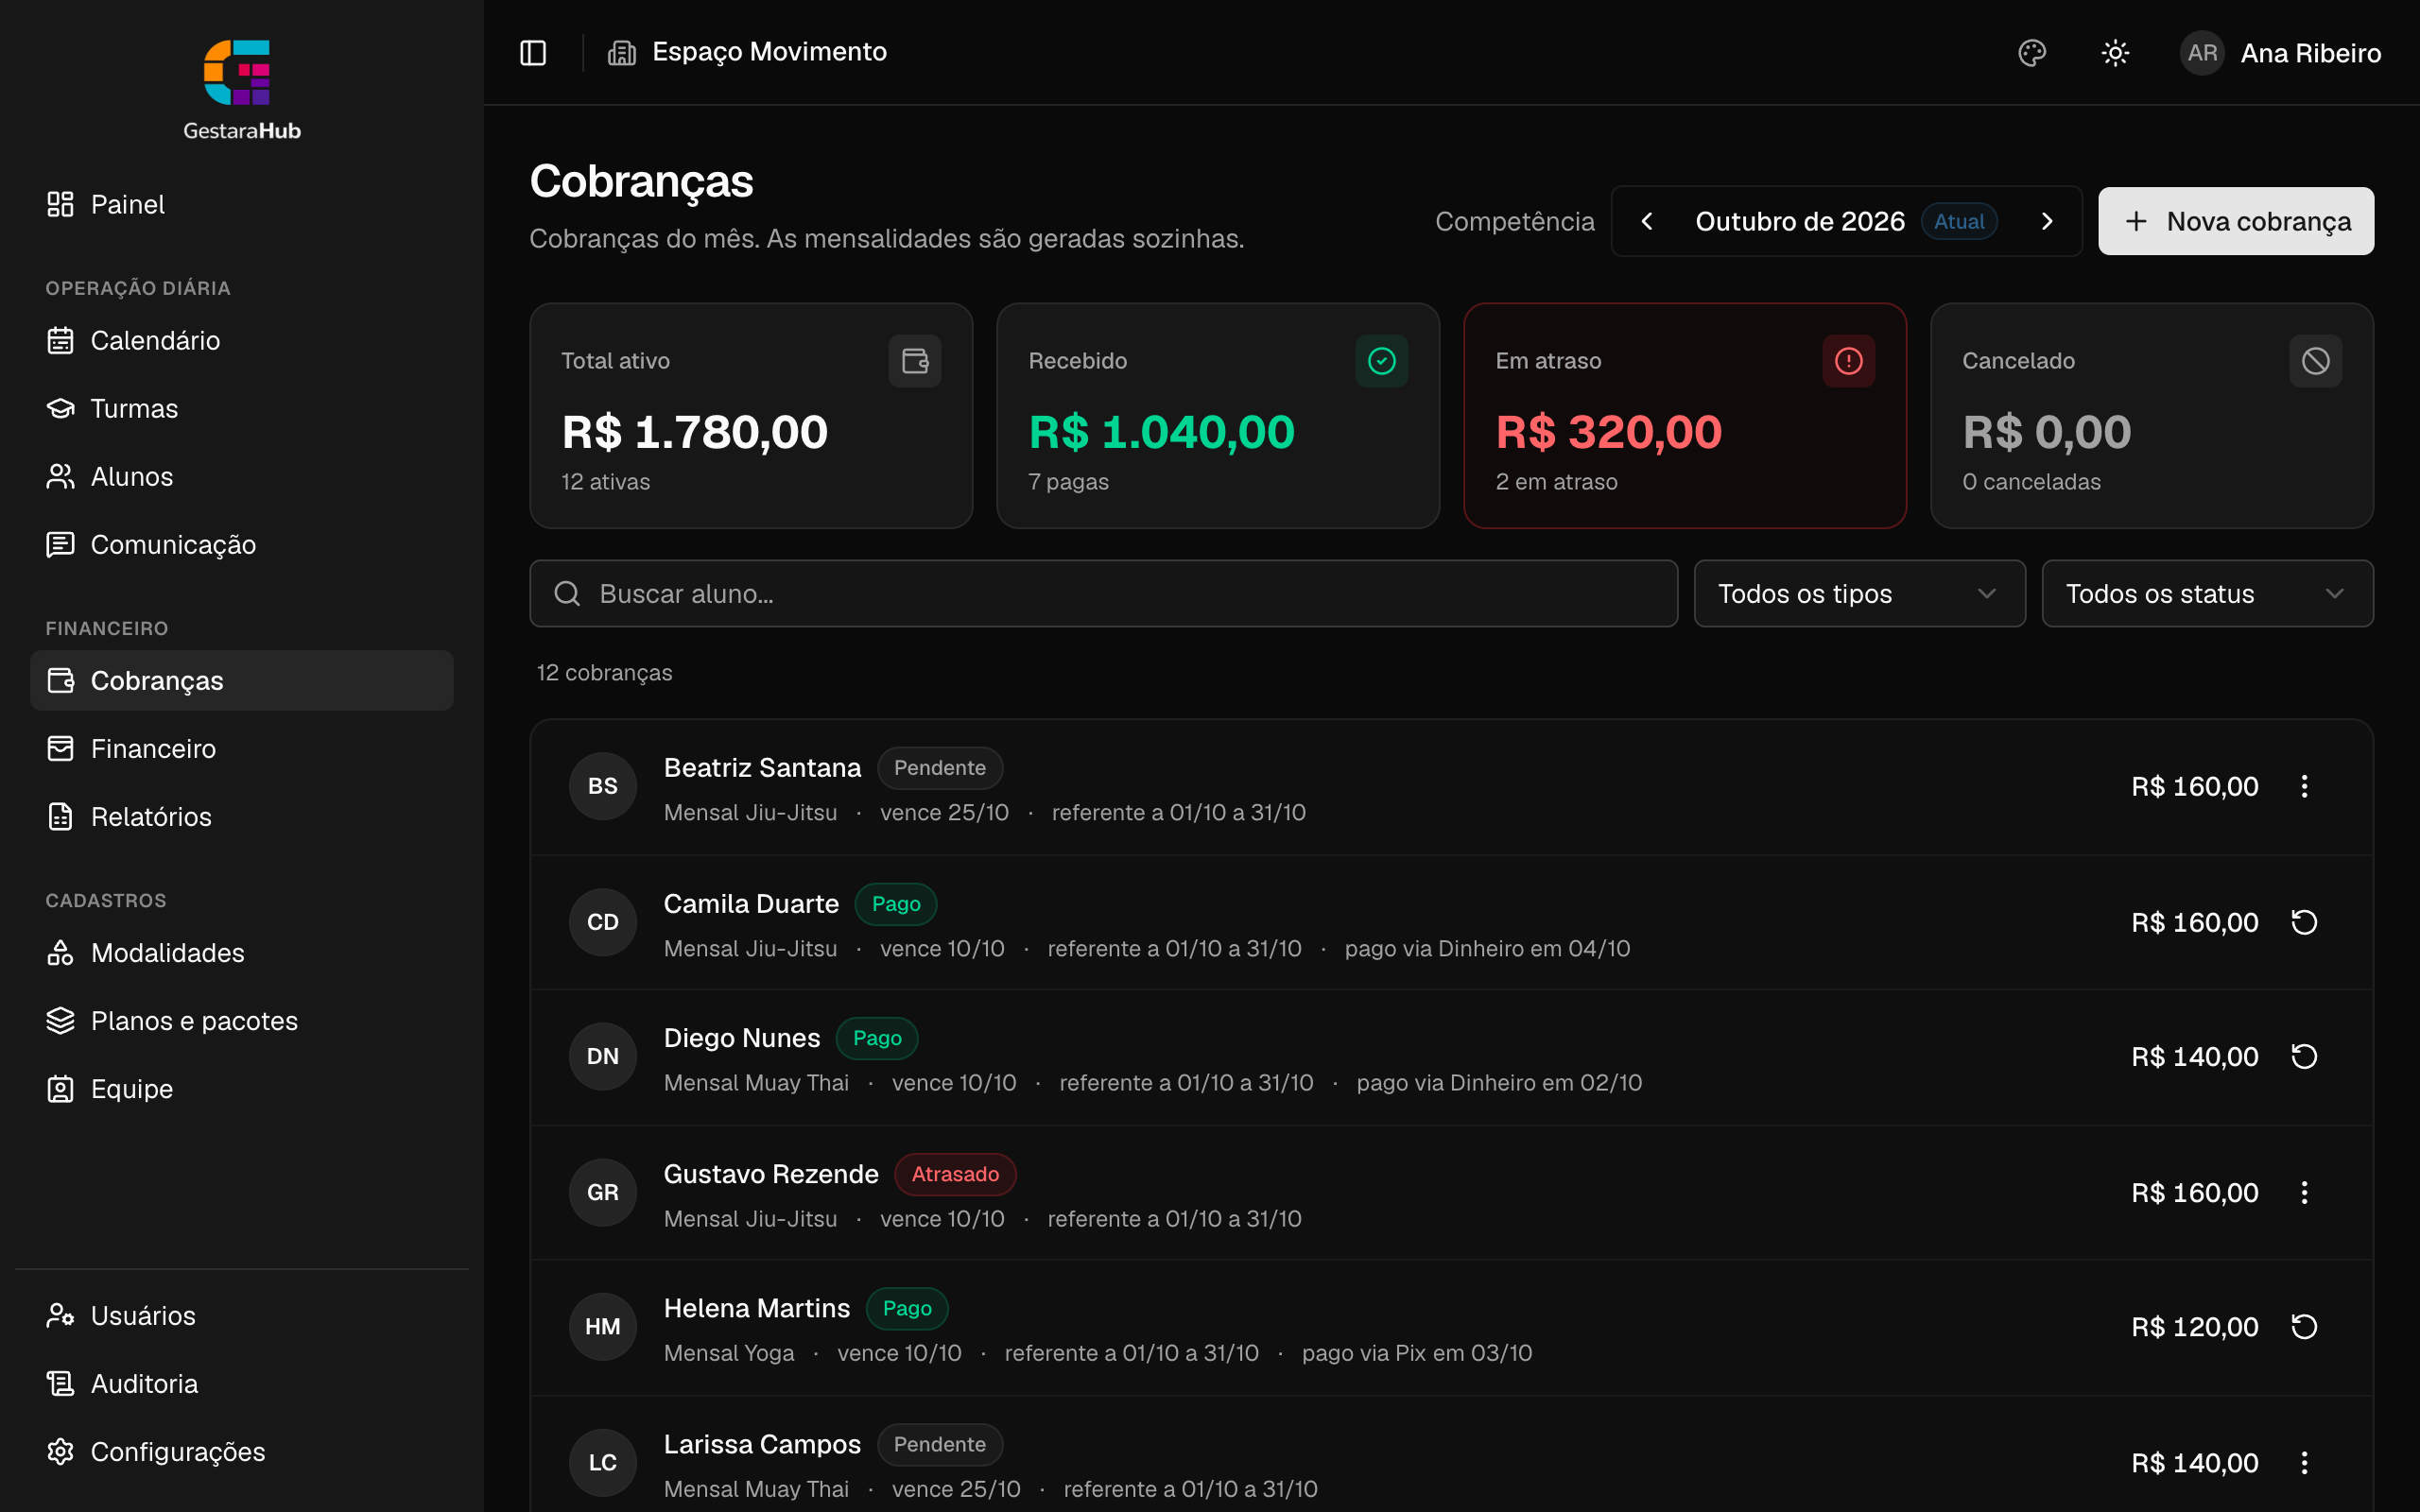 GestaraHub
Painel
OPERAÇÃO DIÁRIA
Calendário
Turmas
Alunos
Comunicação
FINANCEIRO
Cobranças
Financeiro
Relatórios
CADASTROS
Modalidades
Planos e pacotes
Equipe
Usuários
Auditoria
Configurações
Espaço Movimento
AR Ana Ribeiro
Cobranças
Cobranças do mês. As mensalidades são geradas sozinhas.
Competência
Outubro de 2026 Atual
Nova cobrança
Total ativo
R$ 1.780,00
12 ativas
Recebido
R$ 1.040,00
7 pagas
Em atraso
R$ 320,00
2 em atraso
Cancelado
R$ 0,00
0 canceladas
Buscar aluno...
Todos os tipos
Todos os status
12 cobranças
BS
Beatriz Santana Pendente
Mensal Jiu-Jitsu · vence 25/10 · referente a 01/10 a 31/10
R$ 160,00
CD
Camila Duarte Pago
Mensal Jiu-Jitsu · vence 10/10 · referente a 01/10 a 31/10 · pago via Dinheiro em 04/10
R$ 160,00
DN
Diego Nunes Pago
Mensal Muay Thai · vence 10/10 · referente a 01/10 a 31/10 · pago via Dinheiro em 02/10
R$ 140,00
GR
Gustavo Rezende Atrasado
Mensal Jiu-Jitsu · vence 10/10 · referente a 01/10 a 31/10
R$ 160,00
HM
Helena Martins Pago
Mensal Yoga · vence 10/10 · referente a 01/10 a 31/10 · pago via Pix em 03/10
R$ 120,00
LC
Larissa Campos Pendente
Mensal Muay Thai · vence 25/10 · referente a 01/10 a 31/10
R$ 140,00